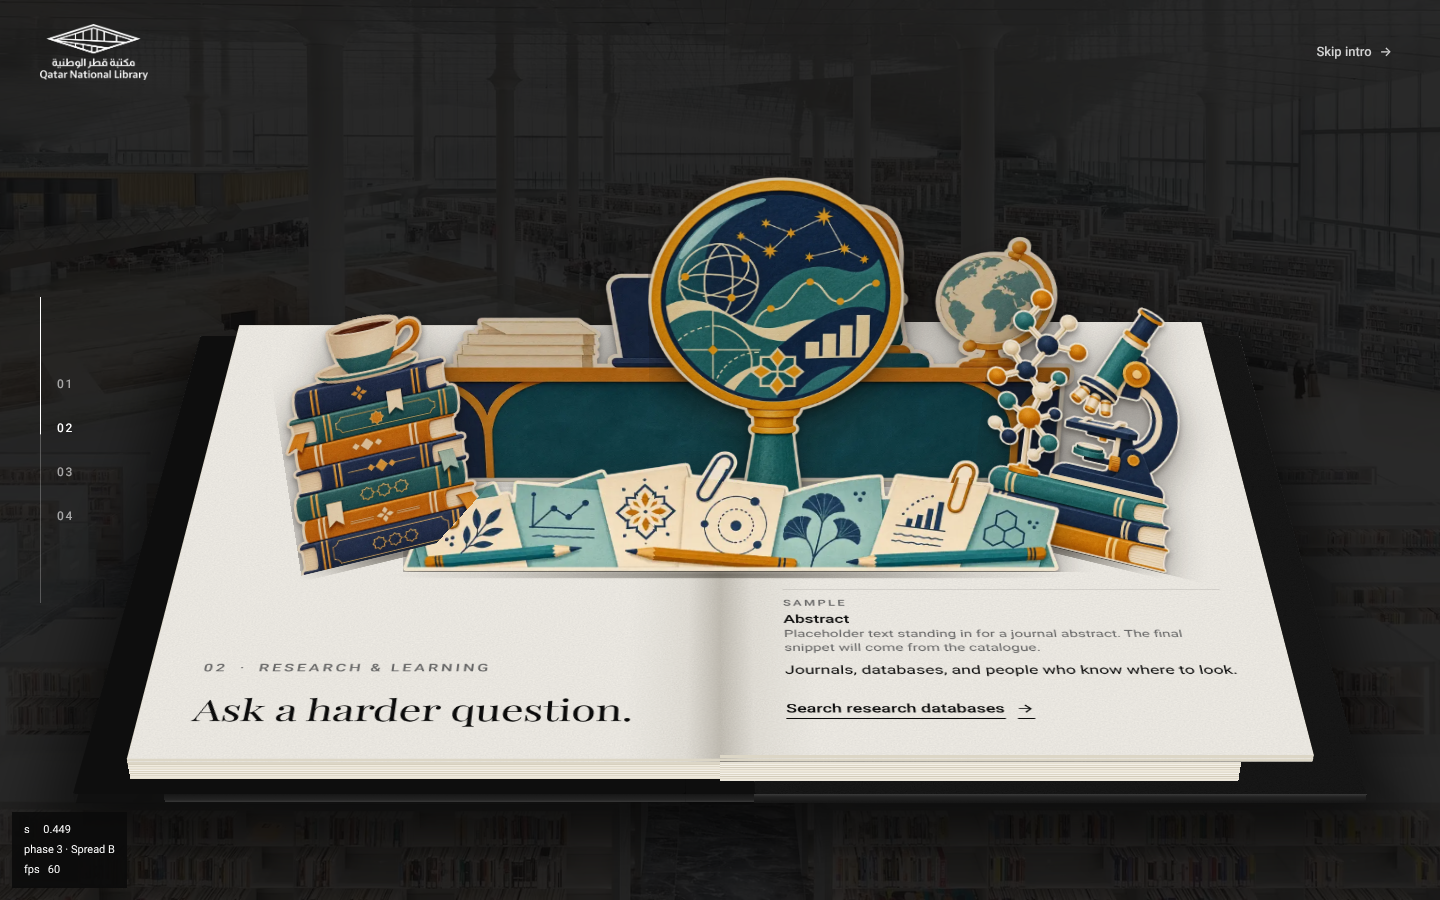 مكتبة قطر الوطنية
Qatar National Library
Skip intro →
01
02
03
04
SAMPLE
Abstract
Placeholder text standing in for a journal abstract. The final
snippet will come from the catalogue.
Journals, databases, and people who know where to look.
Search research databases →
02 · RESEARCH & LEARNING
Ask a harder question.
s 0.449
phase 3 · Spread B
fps 60